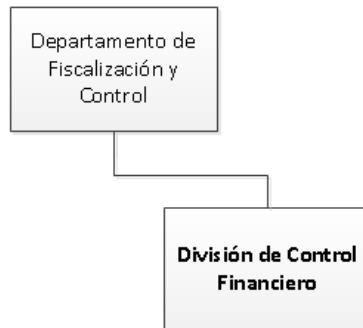 Departamento de
Fiscalización y
Control
División de Control
Financiero